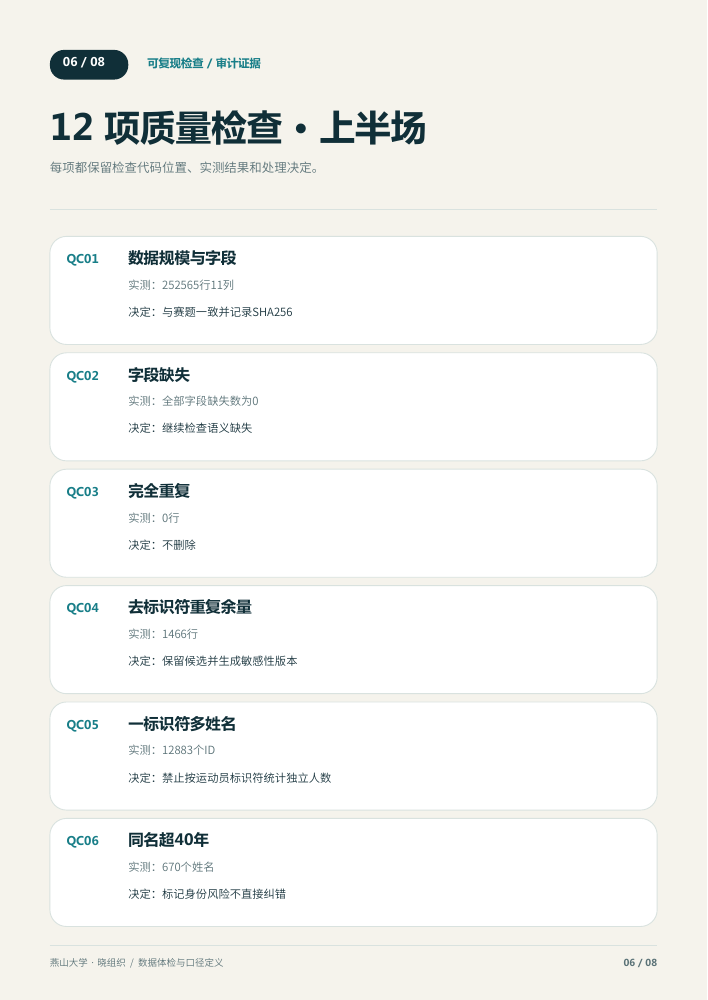 06 / 08
可复现检查 / 审计证据
12 项质量检查 · 上半场
每项都保留检查代码位置、实测结果和处理决定。
QC01
数据规模与字段
实测：252565行11列
决定：与赛题一致并记录SHA256
QC02
字段缺失
实测：全部字段缺失数为0
决定：继续检查语义缺失
QC03
完全重复
实测：0行
决定：不删除
QC04
去标识符重复余量
实测：1466行
决定：保留候选并生成敏感性版本
QC05
一标识符多姓名
实测：12883个ID
决定：禁止按运动员标识符统计独立人数
QC06
同名超40年
实测：670个姓名
决定：标记身份风险不直接纠错
燕山大学 · 晓组织 / 数据体检与口径定义
06 / 08